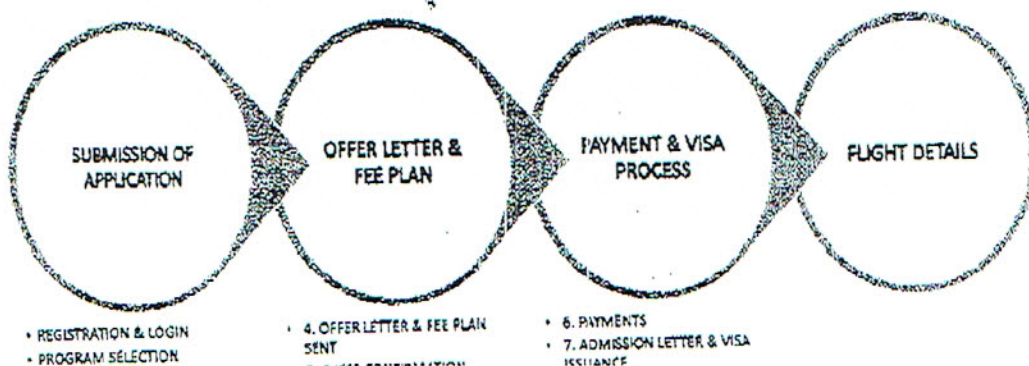 SUBMISSION OF
APPLICATION
OFFER LETTER &
FEE PLAN
PAYMENT & VISA
PROCESS
FLIGHT DETAILS
• REGISTRATION & LOGIN
• PROGRAM SELECTION
• 4. OFFER LETTER & FEE PLAN
SENT
CONFIRMATION
• 6. PAYMENTS
• 7. ADMISSION LETTER & VISA
ISSUANCE